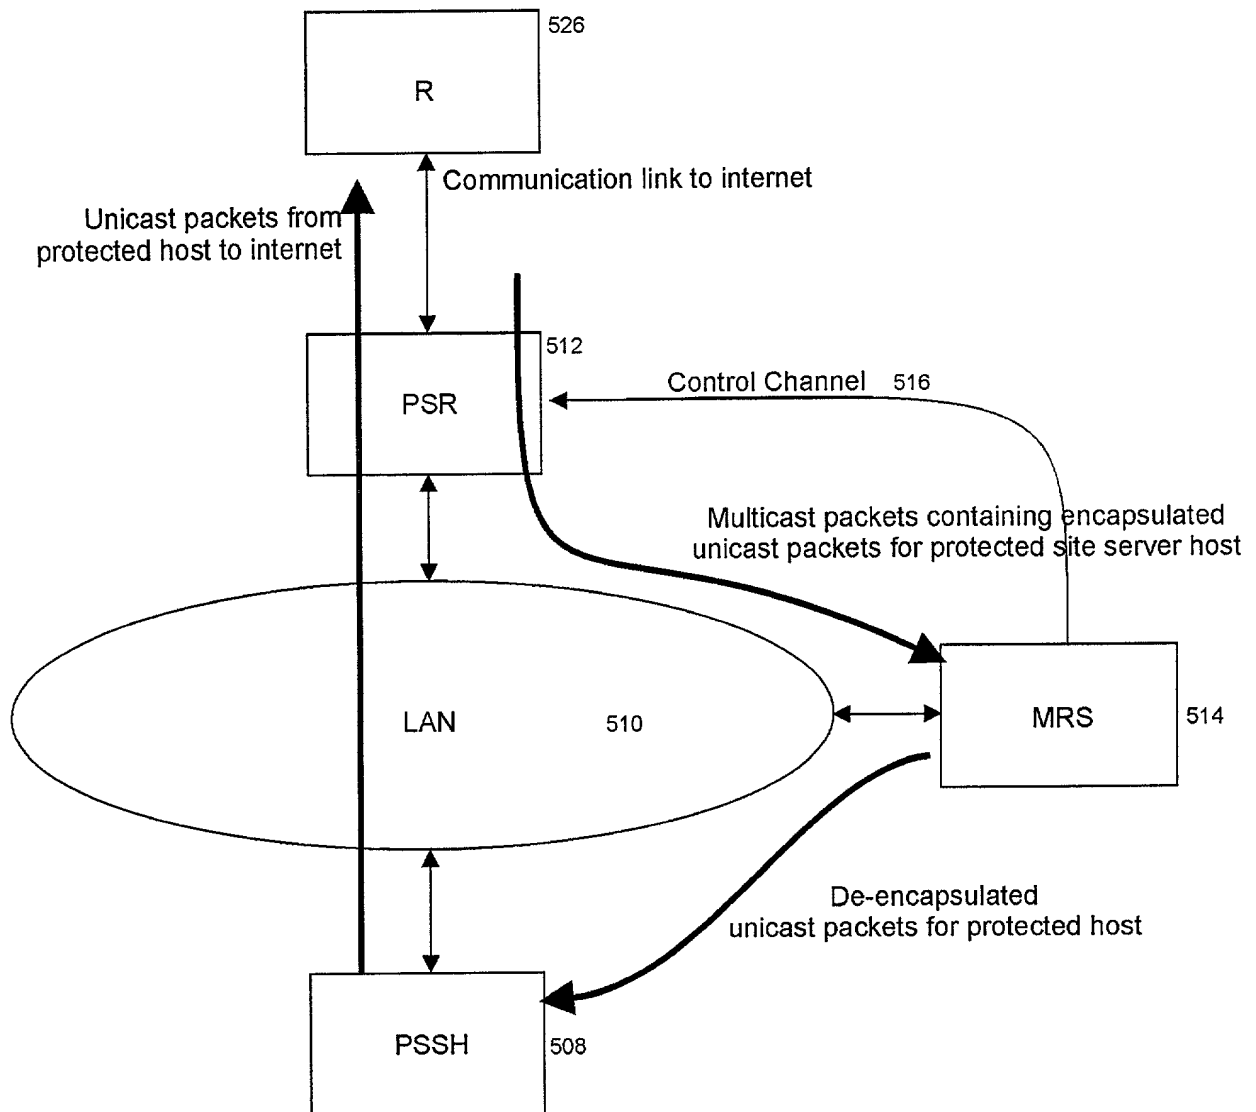 526
R
Communication link to internet
Unicast packets from
protected host to internet
512
PSR
Control Channel 516
Multicast packets containing encapsulated
unicast packets for protected site server host
LAN 510
MRS 514
De-encapsulated
unicast packets for protected host
PSSH 508